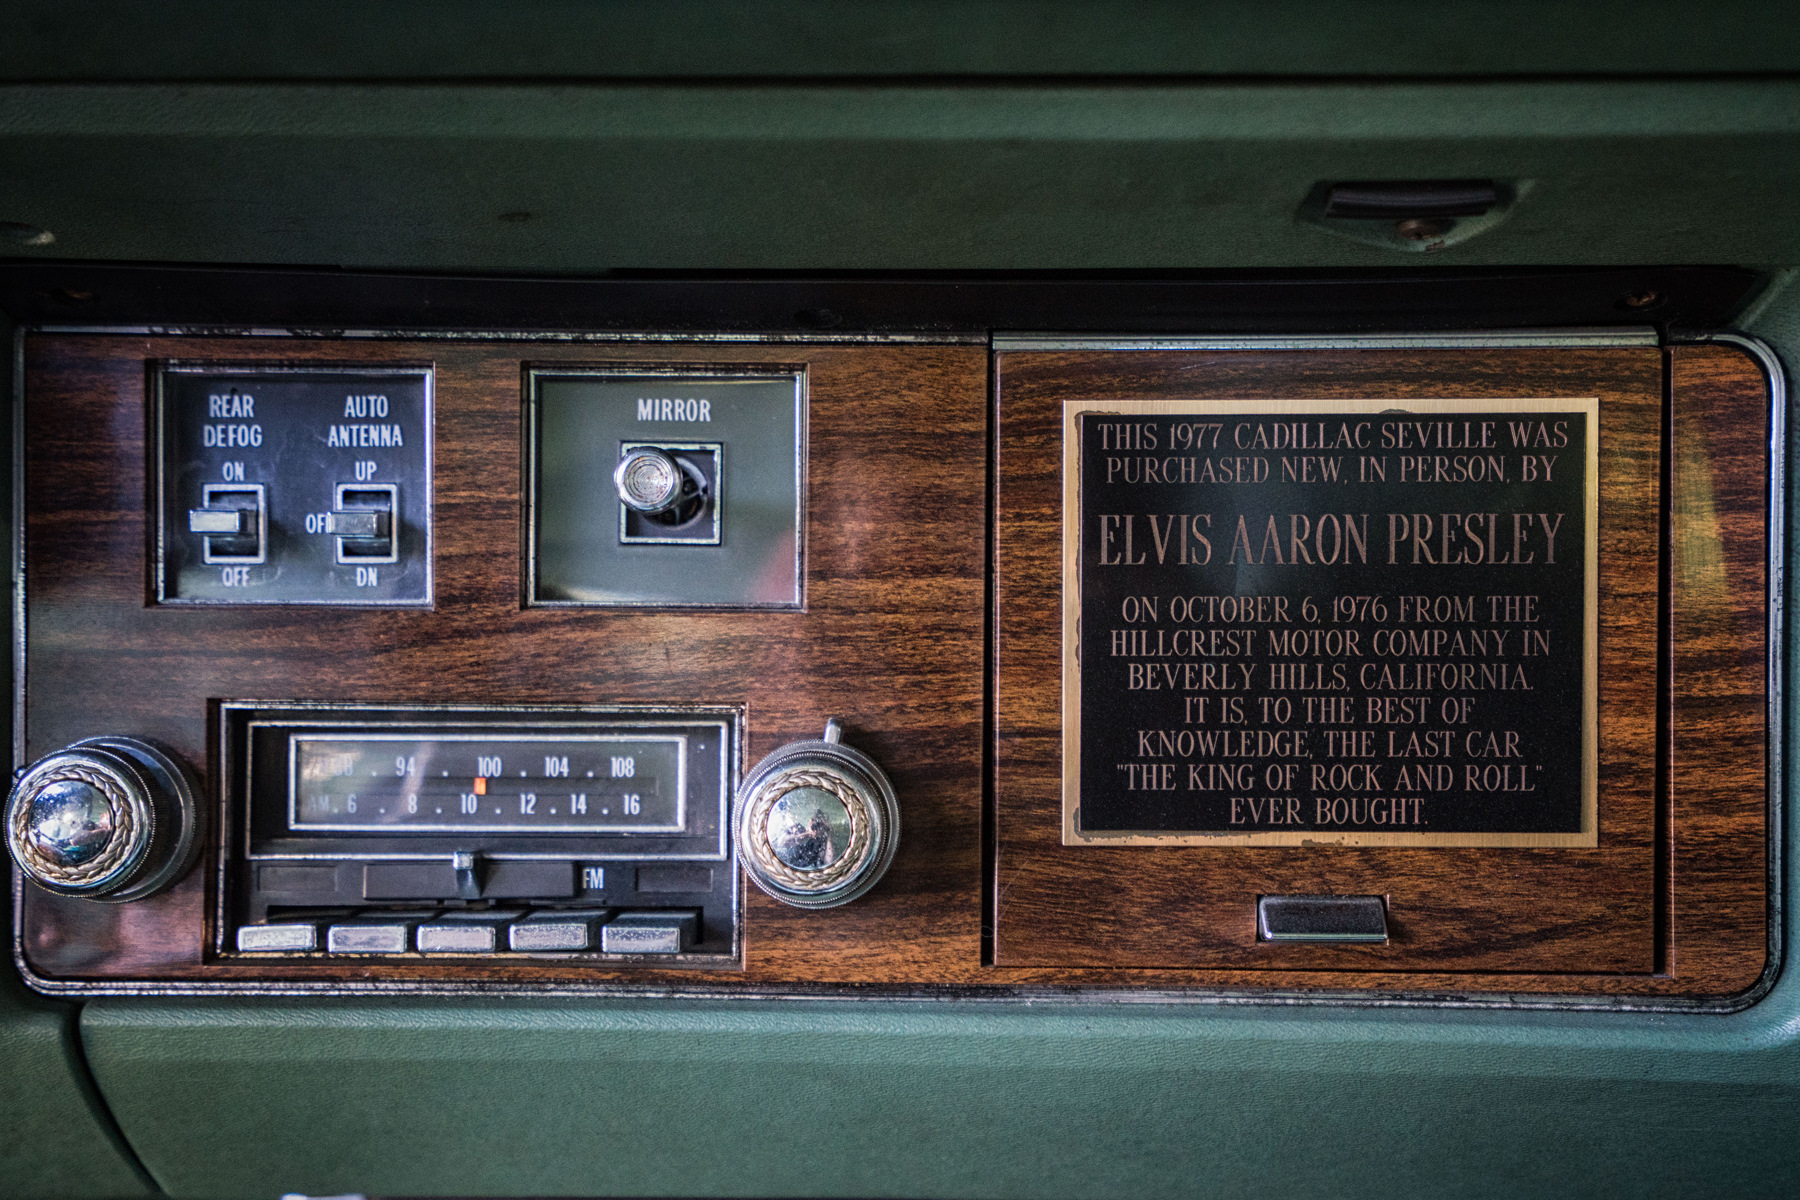 REAR
DEFOG
ON
OFF
AUTO
ANTENNA
UP
OFF
DN
MIRROR
88 . 94 . 100 . 104 . 108
AM . 6 . 8 . 10 . 12 . 14 . 16
FM
THIS 1977 CADILLAC SEVILLE WAS
PURCHASED NEW, IN PERSON, BY
ELVIS AARON PRESLEY
ON OCTOBER 6, 1976 FROM THE
HILLCREST MOTOR COMPANY IN
BEVERLY HILLS, CALIFORNIA.
IT IS, TO THE BEST OF
KNOWLEDGE, THE LAST CAR
"THE KING OF ROCK AND ROLL"
EVER BOUGHT.